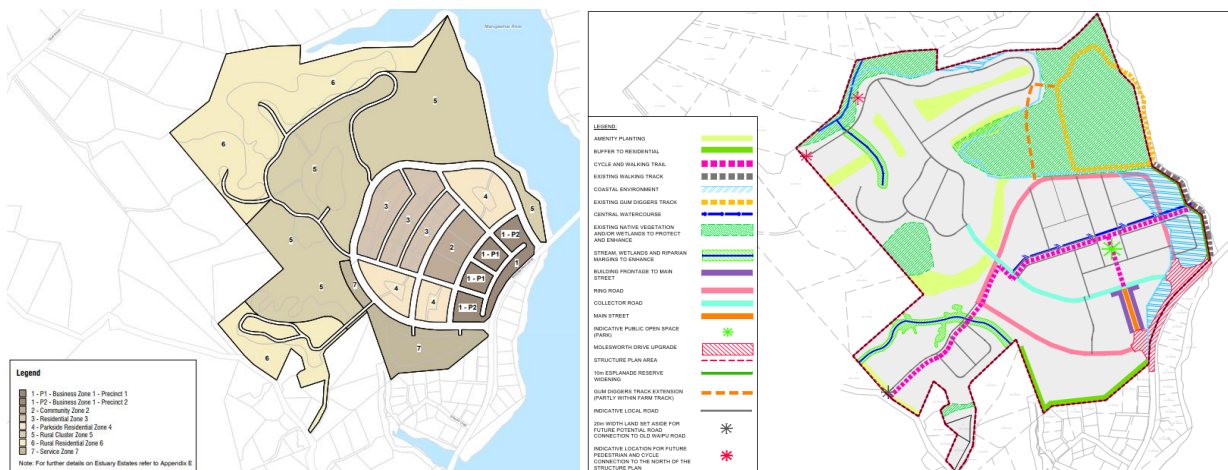 Mangawhai River
6
5
5
6
3
3
3
4
5
2
1 - P2
1 - P1
1
1 - P1
1 - P2
5
5
7
4
4
6
6
7
Legend
1 - P1 - Business Zone 1 - Precinct 1
1 - P2 - Business Zone 1 - Precinct 2
2 - Community Zone 2
3 - Residential Zone 3
4 - Parkside Residential Zone 4
5 - Rural Cluster Zone 5
6 - Rural Residential Zone 6
7 - Service Zone 7
Note: For further details on Estuary Estates refer to Appendix E
LEGEND:
AMENITY PLANTING
BUFFER TO RESIDENTIAL
CYCLE AND WALKING TRAIL
EXISTING WALKING TRACK
COASTAL ENVIRONMENT
EXISTING GUM DIGGERS TRACK
CENTRAL WATERCOURSE
EXISTING NATIVE VEGETATION
AND/OR WETLANDS TO PROTECT
AND ENHANCE
STREAM, WETLANDS AND RIPARIAN
MARGINS TO ENHANCE
BUILDING FRONTAGE TO MAIN
STREET
RING ROAD
COLLECTOR ROAD
MAIN STREET
INDICATIVE PUBLIC OPEN SPACE
(PARK)
MOLESWORTH DRIVE UPGRADE
STRUCTURE PLAN AREA
10m ESPLANADE RESERVE
WIDENING
GUM DIGGERS TRACK EXTENSION
(PARTLY WITHIN FARM TRACK)
INDICATIVE LOCAL ROAD
20m WIDTH LAND SET ASIDE FOR
FUTURE POTENTIAL ROAD
CONNECTION TO OLD WAIPU ROAD
INDICATIVE LOCATION FOR FUTURE
PEDESTRIAN AND CYCLE
CONNECTION TO THE NORTH OF THE
STRUCTURE PLAN